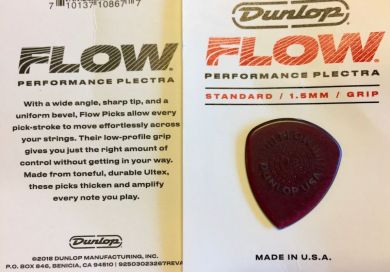 7 10137 10867 7
FLOW
PERFORMANCE PLECTRA
With a wide angle, sharp tip, and a
uniform bevel, Flow Picks allow every
pick-stroke to move effortlessly across
your strings. Their low-profile grip
gives you just the right amount of
control without getting in your way.
Made from toneful, durable Ultex,
these picks thicken and amplify
every note you play.
Dunlop
©2018 DUNLOP MANUFACTURING, INC.
P.O. BOX 846, BENICIA, CA 94510 | 92503023267REVA
Dunlop
FLOW
PERFORMANCE PLECTRA
STANDARD / 1.5MM / GRIP
DUNLOP USA
MADE IN U.S.A.